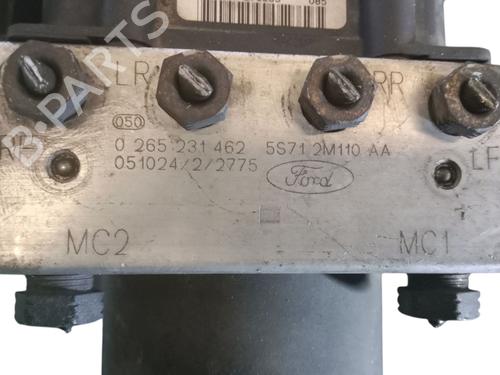 085
LR
RR
050
0 265 231 462 5S71 2M110 AA
RF
051024/2/2775
Ford
LF
MC2
MC1
B-PARTS